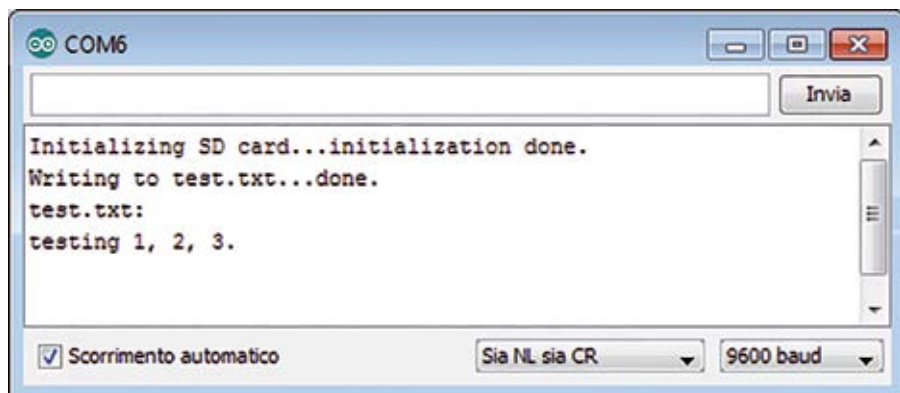 COM6
Invia
Initializing SD card...initialization done.
Writing to test.txt...done.
test.txt:
testing 1, 2, 3.
Scorrimento automatico Sia NL sia CR 9600 baud